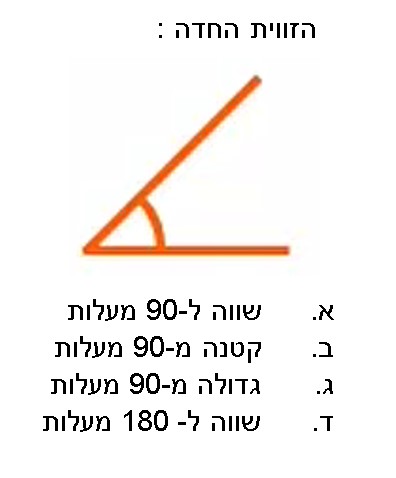 הזווית החדה :
א. שווה ל-90 מעלות
ב. קטנה מ-90 מעלות
ג. גדולה מ-90 מעלות
ד. שווה ל- 180 מעלות